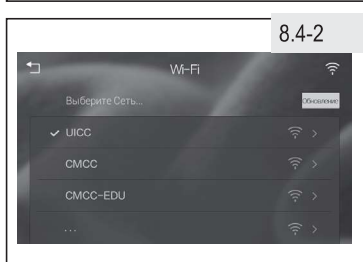 8.4-2
Wi-Fi
Выберите Сеть... Обновление
✓ UICC
CMCC
CMCC-EDU
...